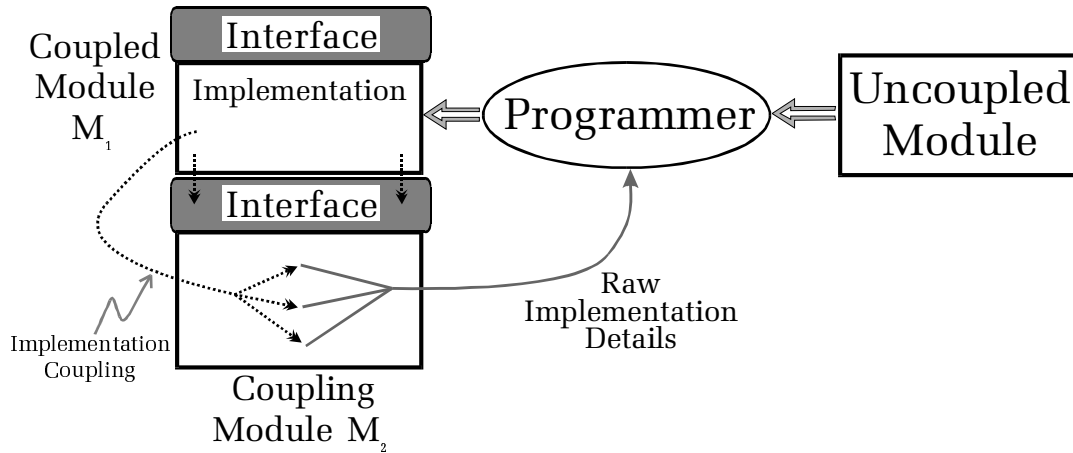 Coupled
Module
M₁
Interface
Implementation
Programmer
Uncoupled
Module
Interface
Raw
Implementation
Details
Implementation
Coupling
Coupling
Module M₂